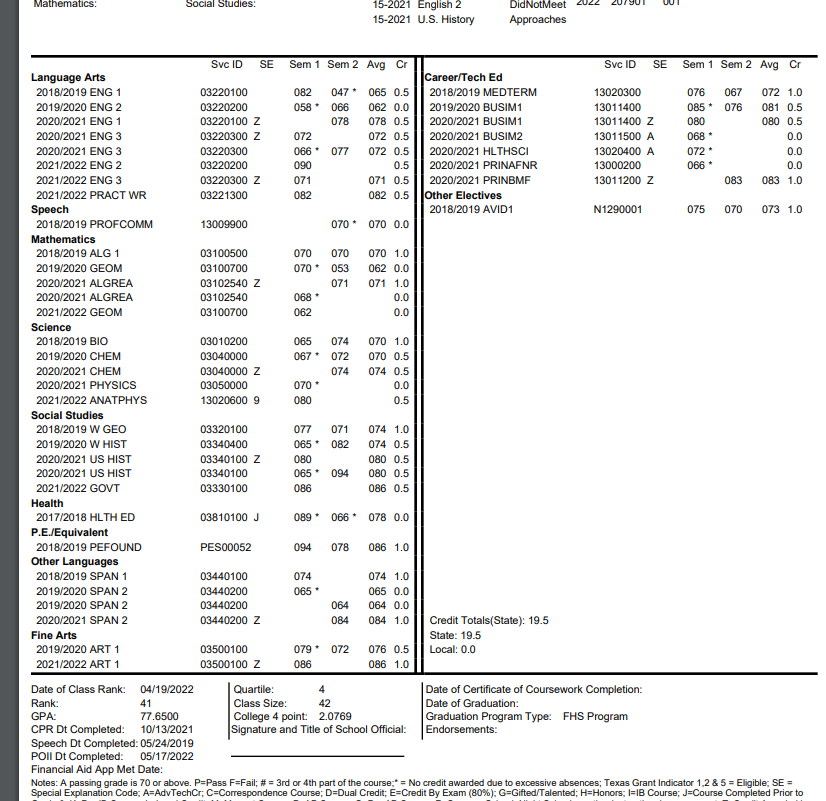 Mathematics: Social Studies: 15-2021 English 2 DidNotMeet 2022 207901 001
15-2021 U.S. History Approaches
Svc ID SE Sem 1 Sem 2 Avg Cr
Language Arts
2018/2019 ENG 1 03220100 082 047 * 065 0.5
2019/2020 ENG 2 03220200 058 * 066 062 0.0
2020/2021 ENG 1 03220100 Z 078 078 0.5
2020/2021 ENG 3 03220300 Z 072 072 0.5
2020/2021 ENG 3 03220300 066 * 077 072 0.5
2021/2022 ENG 2 03220200 090 0.5
2021/2022 ENG 3 03220300 Z 071 071 0.5
2021/2022 PRACT WR 03221300 082 082 0.5
Speech
2018/2019 PROFCOMM 13009900 070 * 070 0.0
Mathematics
2018/2019 ALG 1 03100500 070 070 070 1.0
2019/2020 GEOM 03100700 070 * 053 062 0.0
2020/2021 ALGREA 03102540 Z 071 071 1.0
2020/2021 ALGREA 03102540 068 * 0.0
2021/2022 GEOM 03100700 062 0.0
Science
2018/2019 BIO 03010200 065 074 070 1.0
2019/2020 CHEM 03040000 067 * 072 070 0.5
2020/2021 CHEM 03040000 Z 074 074 0.5
2020/2021 PHYSICS 03050000 070 * 0.0
2021/2022 ANATPHYS 13020600 9 080 0.5
Social Studies
2018/2019 W GEO 03320100 077 071 074 1.0
2019/2020 W HIST 03340400 065 * 082 074 0.5
2020/2021 US HIST 03340100 Z 080 080 0.5
2020/2021 US HIST 03340100 065 * 094 080 0.5
2021/2022 GOVT 03330100 086 086 0.5
Health
2017/2018 HLTH ED 03810100 J 089 * 066 * 078 0.0
P.E./Equivalent
2018/2019 PEFOUND PES00052 094 078 086 1.0
Other Languages
2018/2019 SPAN 1 03440100 074 074 1.0
2019/2020 SPAN 2 03440200 065 * 065 0.0
2019/2020 SPAN 2 03440200 064 064 0.0
2020/2021 SPAN 2 03440200 Z 084 084 1.0
Fine Arts
2019/2020 ART 1 03500100 079 * 072 076 0.5
2021/2022 ART 1 03500100 Z 086 086 1.0
Svc ID SE Sem 1 Sem 2 Avg Cr
Career/Tech Ed
2018/2019 MEDTERM 13020300 076 067 072 1.0
2019/2020 BUSIM1 13011400 085 * 076 081 0.5
2020/2021 BUSIM1 13011400 Z 080 080 0.5
2020/2021 BUSIM2 13011500 A 068 * 0.0
2020/2021 HLTHSCI 13020400 A 072 * 0.0
2020/2021 PRINAFNR 13000200 066 * 0.0
2020/2021 PRINBMF 13011200 Z 083 083 1.0
Other Electives
2018/2019 AVID1 N1290001 075 070 073 1.0
Credit Totals(State): 19.5
State: 19.5
Local: 0.0
Date of Class Rank: 04/19/2022
Rank: 41
GPA: 77.6500
CPR Dt Completed: 10/13/2021
Speech Dt Completed: 05/24/2019
POII Dt Completed: 05/17/2022
Financial Aid App Met Date:
Quartile: 4
Class Size: 42
College 4 point: 2.0769
Signature and Title of School Official:
Date of Certificate of Coursework Completion:
Date of Graduation:
Graduation Program Type: FHS Program
Endorsements:
Notes: A passing grade is 70 or above. P=Pass F=Fail; # = 3rd or 4th part of the course;* = No credit awarded due to excessive absences; Texas Grant Indicator 1,2 & 5 = Eligible; SE =
Special Explanation Code; A=AdvTechCr; C=Correspondence Course; D=Dual Credit; E=Credit By Exam (80%); G=Gifted/Talented; H=Honors; I=IB Course; J=Course Completed Prior to